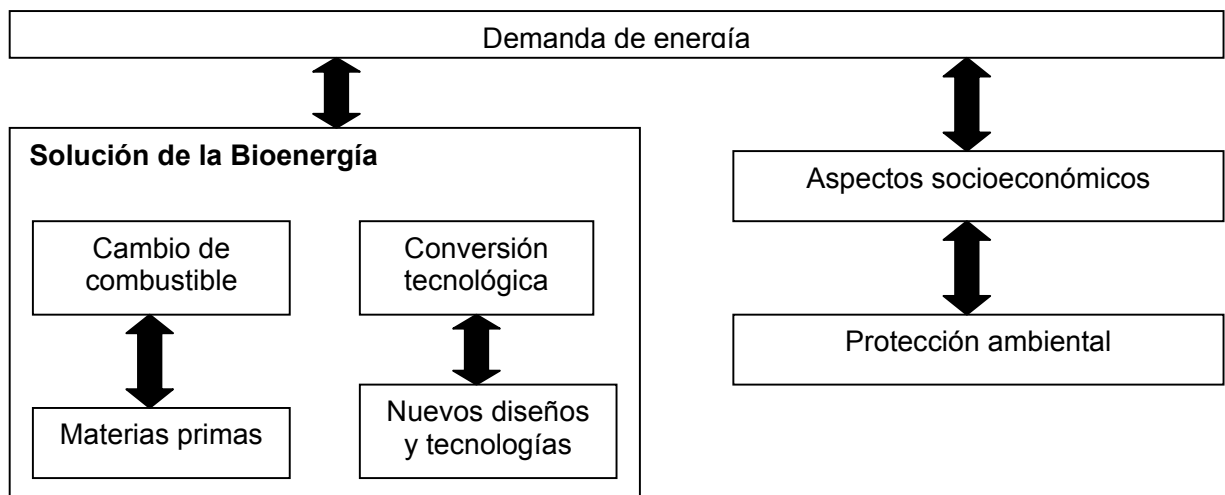 Demanda de energía
Solución de la Bioenergía
Cambio de
combustible
Conversión
tecnológica
Materias primas
Nuevos diseños
y tecnologías
Aspectos socioeconómicos
Protección ambiental